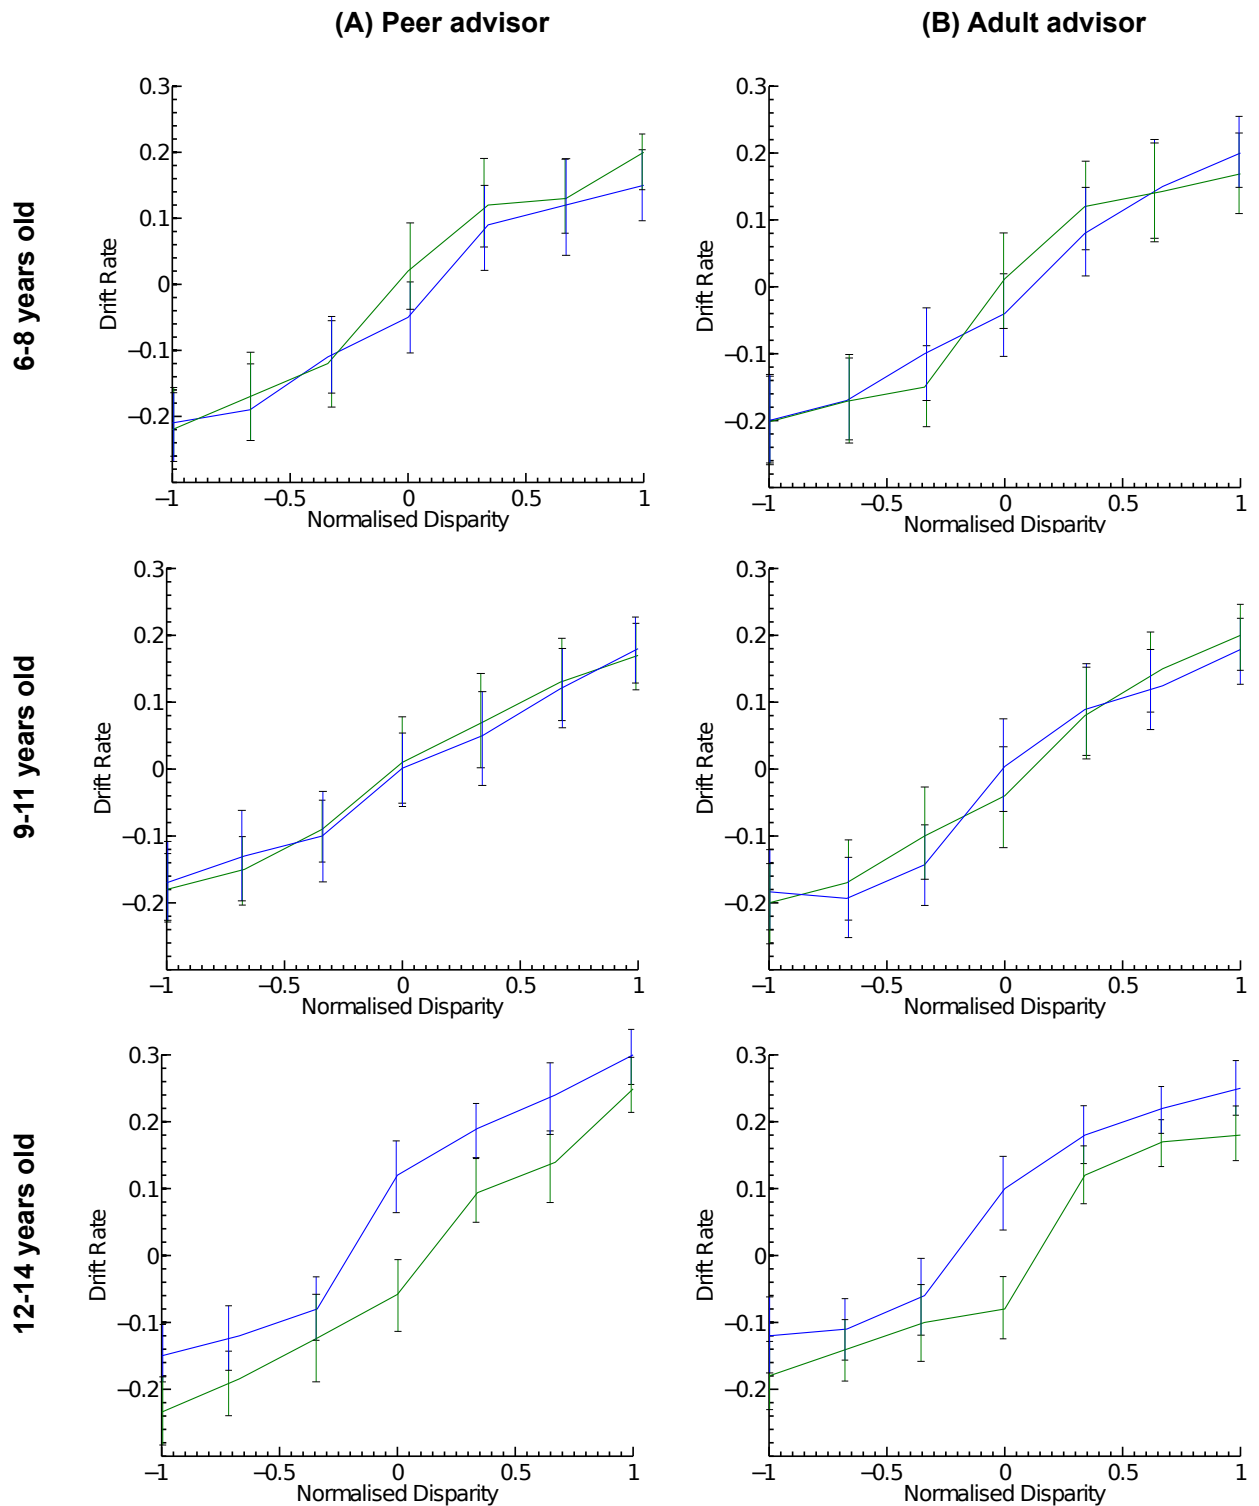 (A) Peer advisor
(B) Adult advisor
6-8 years old
0.3
0.2
0.1
0
−0.1
−0.2
Drift Rate
−1 −0.5 0 0.5 1
Normalised Disparity
0.3
0.2
0.1
0
−0.1
−0.2
Drift Rate
−1 −0.5 0 0.5 1
Normalised Disparity
9-11 years old
0.3
0.2
0.1
0
−0.1
−0.2
Drift Rate
−1 −0.5 0 0.5 1
Normalised Disparity
0.3
0.2
0.1
0
−0.1
−0.2
Drift Rate
−1 −0.5 0 0.5 1
Normalised Disparity
12-14 years old
0.3
0.2
0.1
0
−0.1
−0.2
Drift Rate
−1 −0.5 0 0.5 1
Normalised Disparity
0.3
0.2
0.1
0
−0.1
−0.2
Drift Rate
−1 −0.5 0 0.5 1
Normalised Disparity